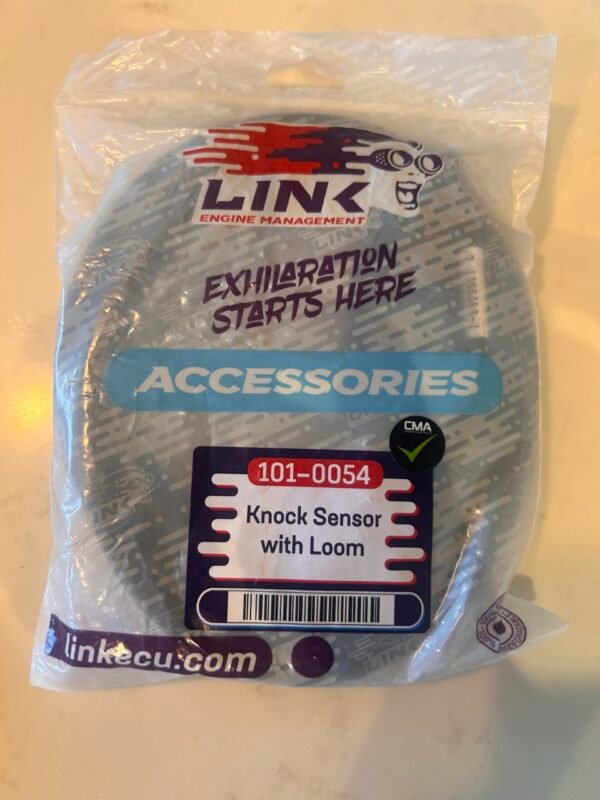 LINK
ENGINE MANAGEMENT
EXHILARATION
STARTS HERE
ACCESSORIES
CMA
101-0054
Knock Sensor
with Loom
linkecu.com